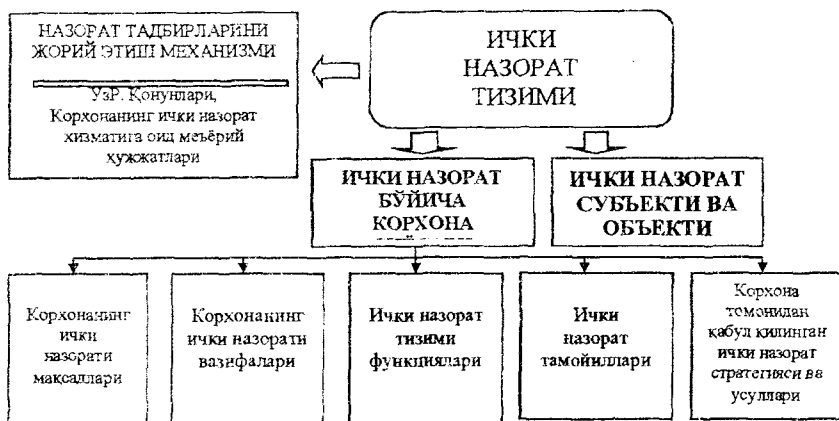 НАЗОРАТ ТАДБИРЛАРИНИ
ЖОРИЙ ЭТИШ МЕХАНИЗМИ
УзР. Қонунлари,
Корхонанинг ички назорат
хизматига оид меъёрий
ҳужжатлари
ИЧКИ
НАЗОРАТ
ТИЗИМИ
ИЧКИ НАЗОРАТ
БЎЙИЧА
КОРХОНА
ИЧКИ НАЗОРАТ
СУБЪЕКТИ ВА
ОБЪЕКТИ
Корхонанинг
ички
назорати
мақсадлари
Корхонанинг
ички назорати
вазифалари
Ички назорат
тизими
функциялари
Ички
назорат
тамойиллари
Корхона
томонидан
қабул қилинган
ички назорат
стратегияси ва
усуллари